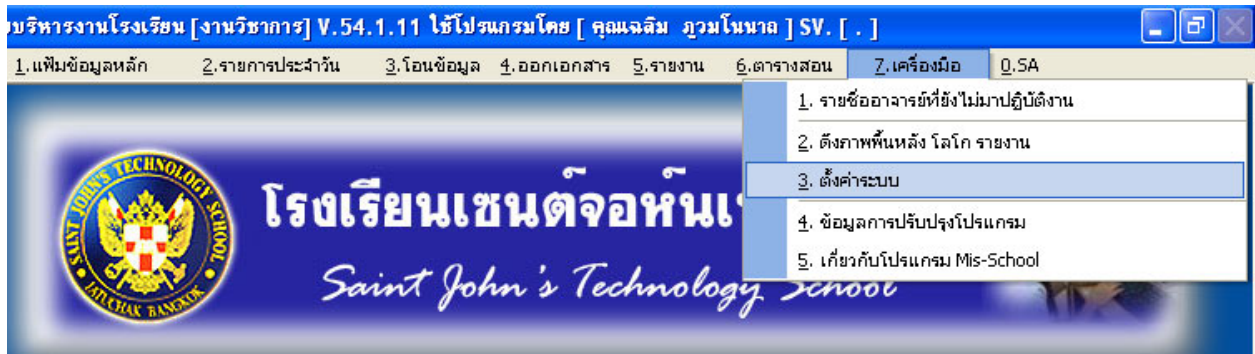 บริหารงานโรงเรียน [งานวิชาการ] V.54.1.11 ใช้โปรแกรมโดย [ คุณเฉลิม ภูวมโนนาถ ] SV. [ . ]
1.แฟ้มข้อมูลหลัก 2.รายการประจำวัน 3.โอนข้อมูล 4.ออกเอกสาร 5.รายงาน 6.ตารางสอน 7.เครื่องมือ 0.SA
1. รายชื่ออาจารย์ที่ยังไม่มาปฏิบัติงาน
2. ดึงภาพพื้นหลัง โลโก รายงาน
3. ตั้งค่าระบบ
4. ข้อมูลการปรับปรุงโปรแกรม
5. เกี่ยวกับโปรแกรม Mis-School
SAINT JOHN'S TECHNOLOGY SCHOOL
JATUCHAK BANGKOK
โรงเรียนเซนต์จอห์นเ
Saint John's Technology School